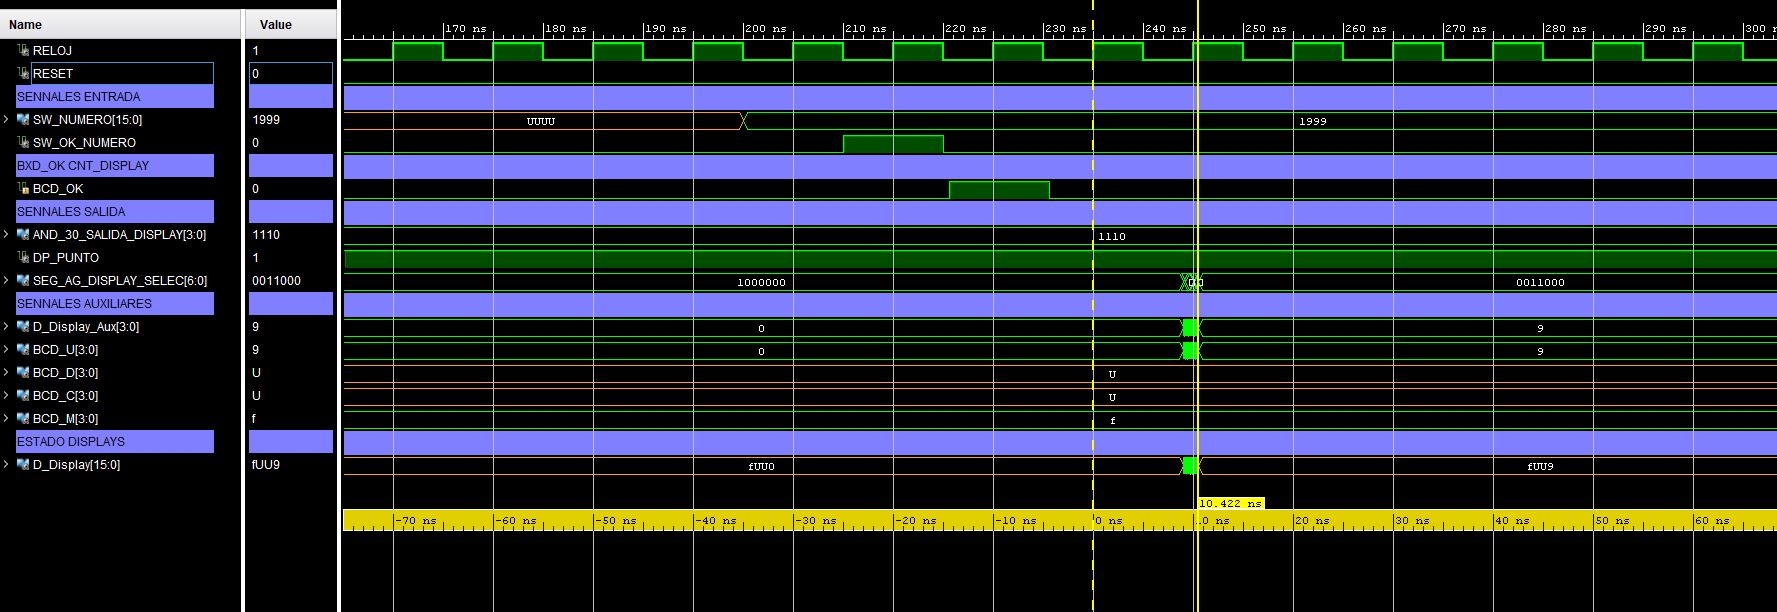 Name Value
170 ns 180 ns 190 ns 200 ns 210 ns 220 ns 230 ns 240 ns 250 ns 260 ns 270 ns 280 ns 290 ns 300
RELOJ 1
RESET 0
SENNALES ENTRADA
SW_NUMERO[15:0] 1999 UUUU 1999
SW_OK_NUMERO 0
BXD_OK CNT_DISPLAY
BCD_OK 0
SENNALES SALIDA
AND_30_SALIDA_DISPLAY[3:0] 1110 1110
DP_PUNTO 1
SEG_AG_DISPLAY_SELEC[6:0] 0011000 1000000 0011000
SENNALES AUXILIARES
D_Display_Aux[3:0] 9 0 9
BCD_U[3:0] 9 0 9
BCD_D[3:0] U U
BCD_C[3:0] U U
BCD_M[3:0] f f
ESTADO DISPLAYS
D_Display[15:0] fUU9 fUU0 fUU9
10.422 ns
-70 ns -60 ns -50 ns -40 ns -30 ns -20 ns -10 ns 0 ns .0 ns 20 ns 30 ns 40 ns 50 ns 60 ns